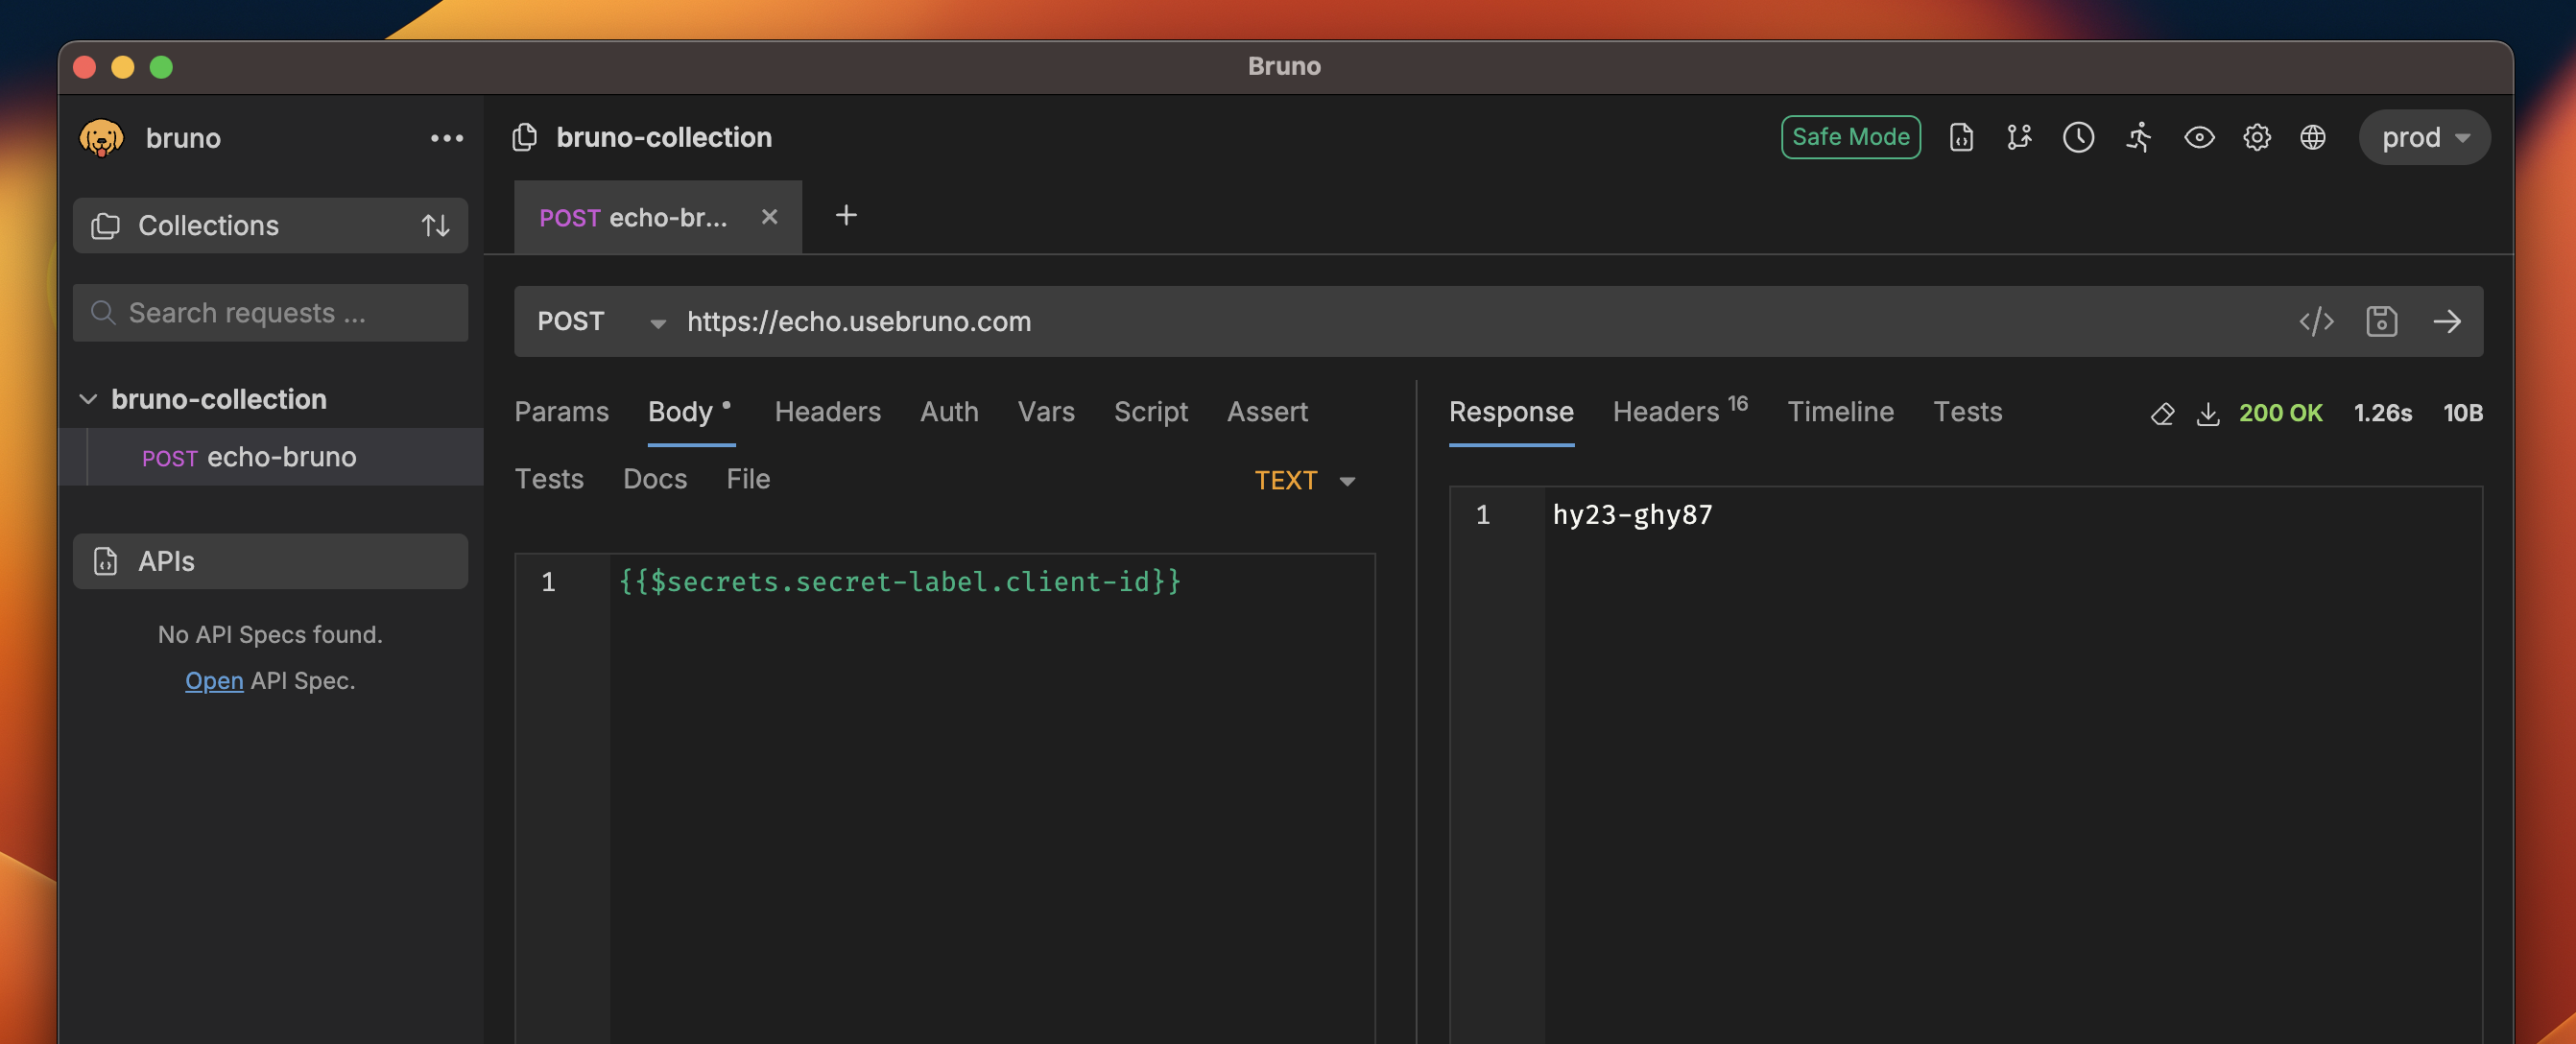 Bruno
bruno
bruno-collection
Safe Mode
prod
Collections
POST echo-br...
Search requests ...
POST
https://echo.usebruno.com
bruno-collection
POST echo-bruno
Params Body Headers Auth Vars Script Assert
Tests Docs File
TEXT
Response Headers 16 Timeline Tests
200 OK 1.26s 10B
APIs
No API Specs found.
Open API Spec.
1 {{$secrets.secret-label.client-id}}
1 hy23-ghy87